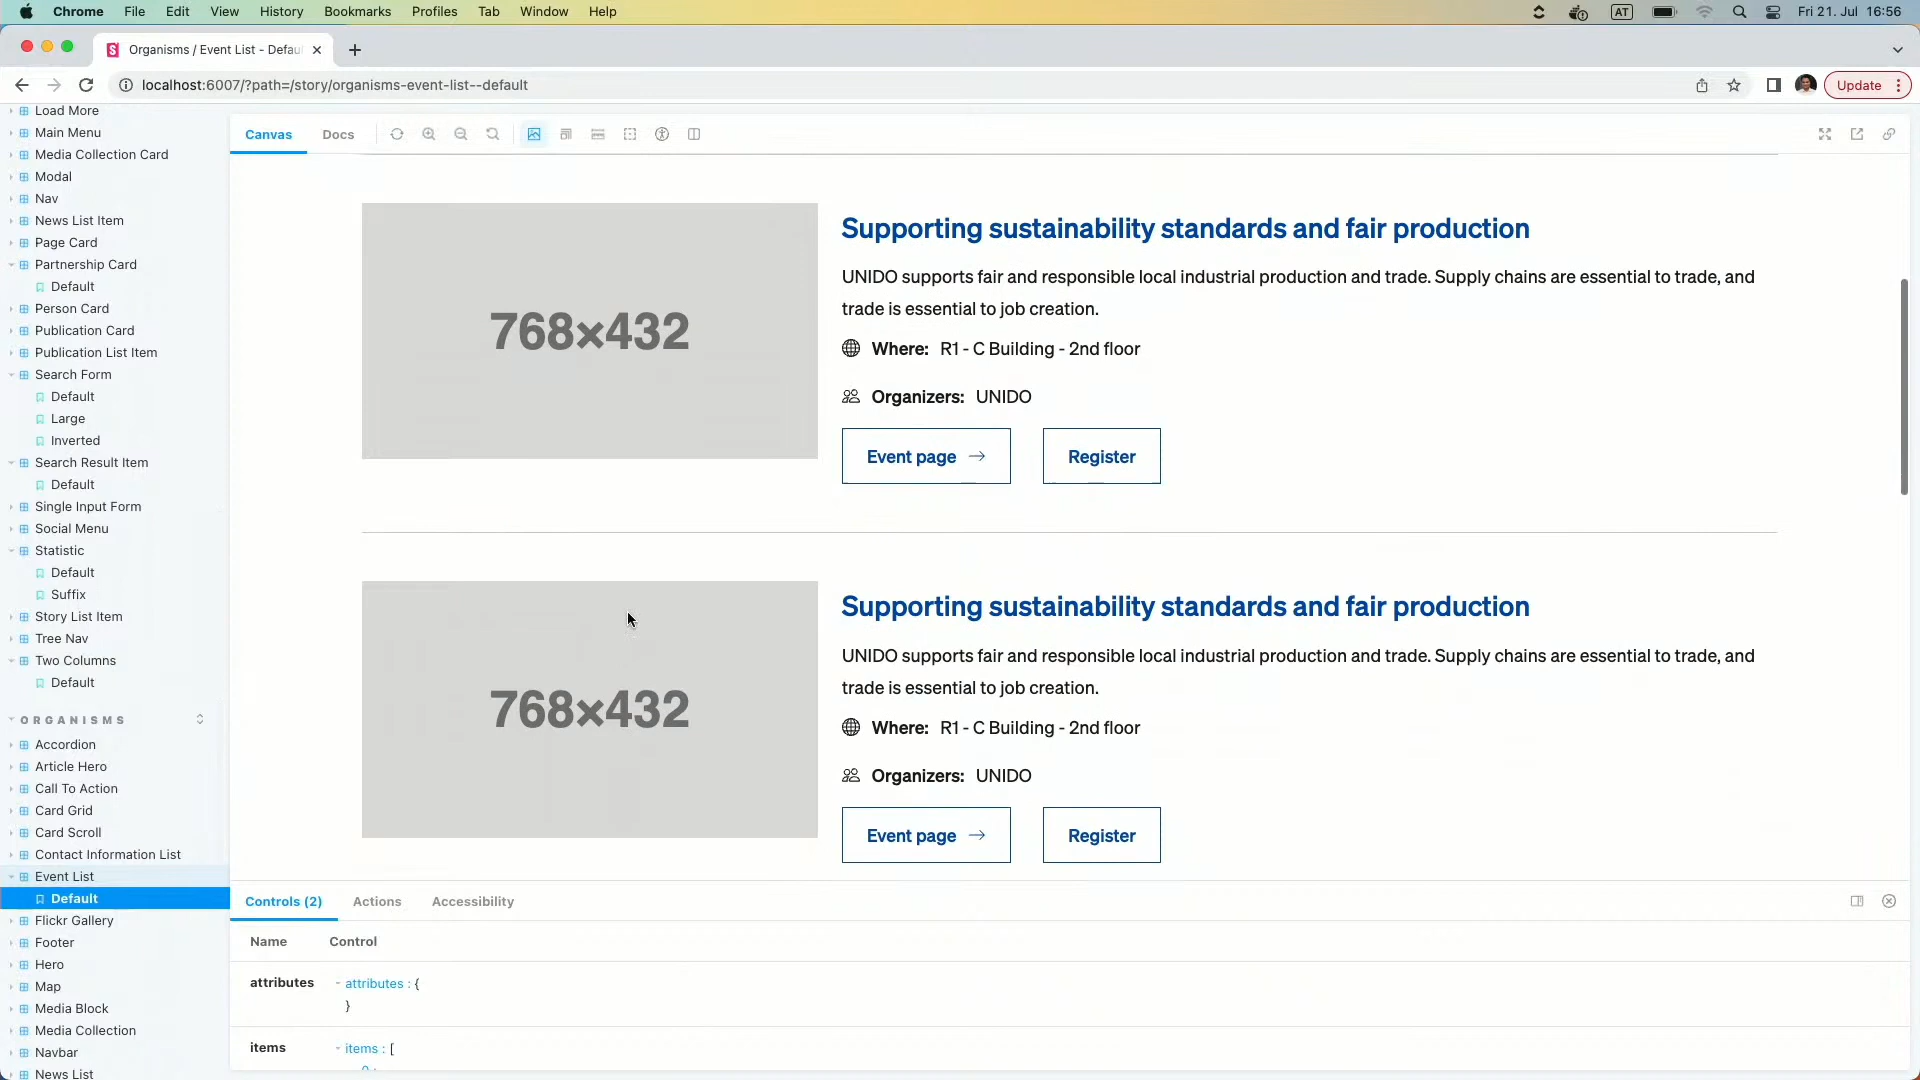 Chrome File Edit View History Bookmarks Profiles Tab Window Help AT Fri 21. Jul 16:56
Organisms / Event List - Defau
localhost:6007/?path=/story/organisms-event-list--default Update
Load More
Main Menu
Media Collection Card
Modal
Nav
News List Item
Page Card
Partnership Card
Default
Person Card
Publication Card
Publication List Item
Search Form
Default
Large
Inverted
Search Result Item
Default
Single Input Form
Social Menu
Statistic
Default
Suffix
Story List Item
Tree Nav
Two Columns
Default
ORGANISMS
Accordion
Article Hero
Call To Action
Card Grid
Card Scroll
Contact Information List
Event List
Default
Flickr Gallery
Footer
Hero
Map
Media Block
Media Collection
Navbar
News List
Canvas Docs
768×432
Supporting sustainability standards and fair production
UNIDO supports fair and responsible local industrial production and trade. Supply chains are essential to trade, and
trade is essential to job creation.
Where: R1 - C Building - 2nd floor
Organizers: UNIDO
Event page → Register
768×432
Supporting sustainability standards and fair production
UNIDO supports fair and responsible local industrial production and trade. Supply chains are essential to trade, and
trade is essential to job creation.
Where: R1 - C Building - 2nd floor
Organizers: UNIDO
Event page → Register
Controls (2) Actions Accessibility
Name Control
attributes - attributes : {
}
items - items : [
0 :